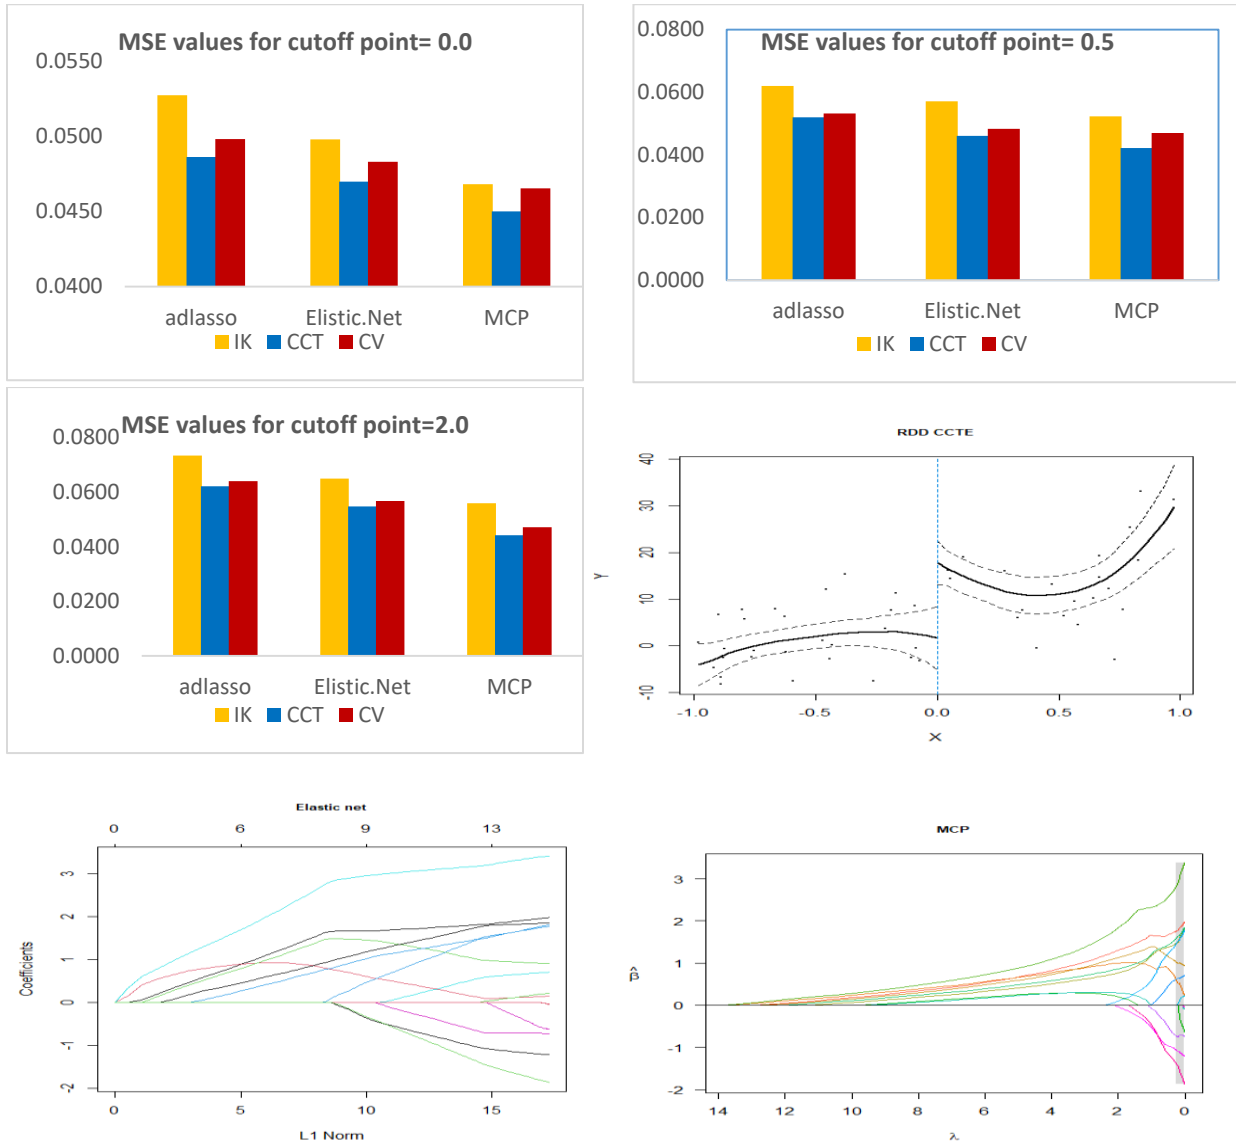 MSE values for cutoff point= 0.0
0.0550
0.0500
0.0450
0.0400
adlasso Elistic.Net MCP
IK CCT CV
MSE values for cutoff point= 0.5
0.0800
0.0600
0.0400
0.0200
0.0000
adlasso Elistic.Net MCP
IK CCT CV
MSE values for cutoff point=2.0
0.0800
0.0600
0.0400
0.0200
0.0000
adlasso Elistic.Net MCP
IK CCT CV
RDD CCTE
40
30
20
10
0
-10
Y
-1.0 -0.5 0.0 0.5 1.0
X
Elastic net
0 6 9 13
3
2
1
0
-1
-2
Coefficients
0 5 10 15
L1 Norm
MCP
3
2
1
0
-1
-2
β̂
14 12 10 8 6 4 2 0
λ